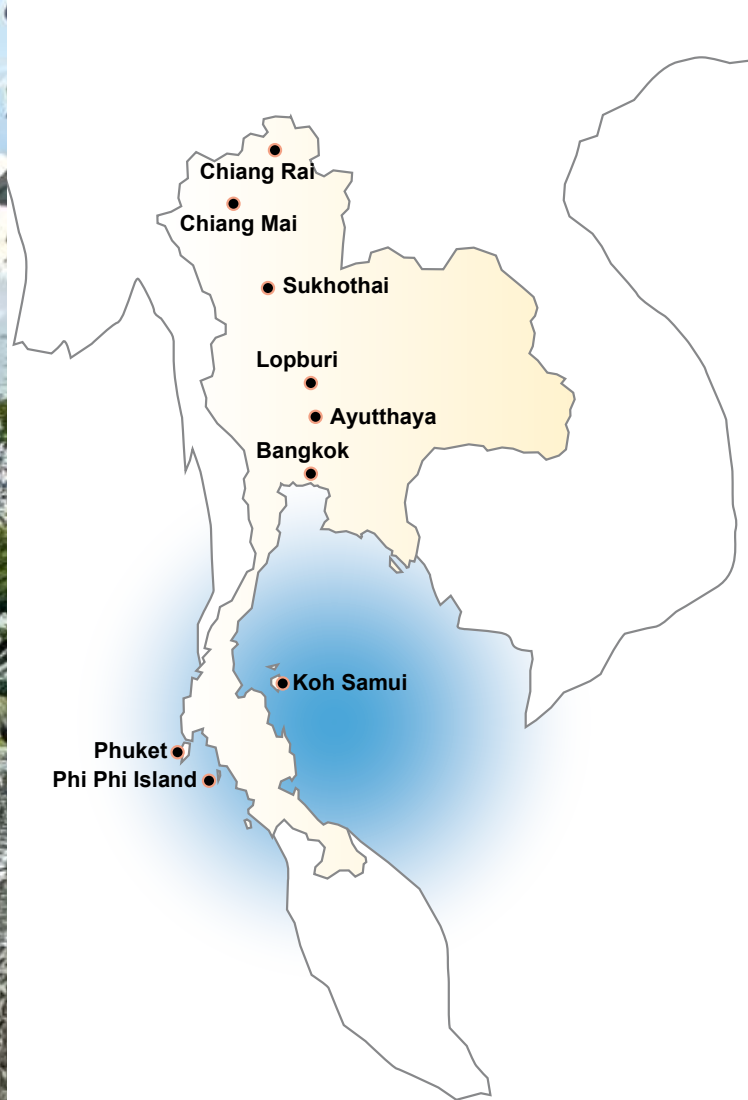 Chiang Rai
Chiang Mai
Sukhothai
Lopburi
Ayutthaya
Bangkok
Koh Samui
Phuket
Phi Phi Island